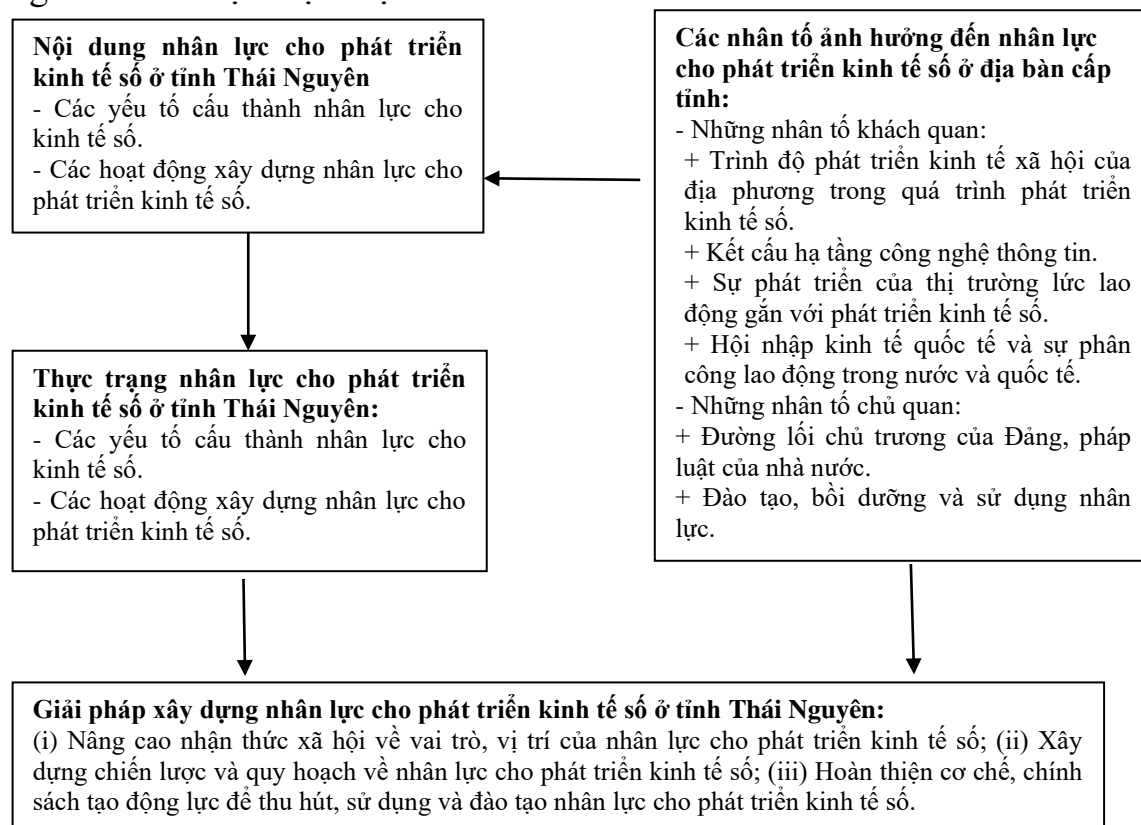 Nội dung nhân lực cho phát triển
kinh tế số ở tỉnh Thái Nguyên
- Các yếu tố cấu thành nhân lực cho
kinh tế số.
- Các hoạt động xây dựng nhân lực cho
phát triển kinh tế số.
Thực trạng nhân lực cho phát triển
kinh tế số ở tỉnh Thái Nguyên:
- Các yếu tố cấu thành nhân lực cho
kinh tế số.
- Các hoạt động xây dựng nhân lực cho
phát triển kinh tế số.
Các nhân tố ảnh hưởng đến nhân lực
cho phát triển kinh tế số ở địa bàn cấp
tỉnh:
- Những nhân tố khách quan:
+ Trình độ phát triển kinh tế xã hội của
địa phương trong quá trình phát triển
kinh tế số.
+ Kết cấu hạ tầng công nghệ thông tin.
+ Sự phát triển của thị trường lức lao
động gắn với phát triển kinh tế số.
+ Hội nhập kinh tế quốc tế và sự phân
công lao động trong nước và quốc tế.
- Những nhân tố chủ quan:
+ Đường lối chủ trương của Đảng, pháp
luật của nhà nước.
+ Đào tạo, bồi dưỡng và sử dụng nhân
lực.
Giải pháp xây dựng nhân lực cho phát triển kinh tế số ở tỉnh Thái Nguyên:
(i) Nâng cao nhận thức xã hội về vai trò, vị trí của nhân lực cho phát triển kinh tế số; (ii) Xây
dựng chiến lược và quy hoạch về nhân lực cho phát triển kinh tế số; (iii) Hoàn thiện cơ chế, chính
sách tạo động lực để thu hút, sử dụng và đào tạo nhân lực cho phát triển kinh tế số.